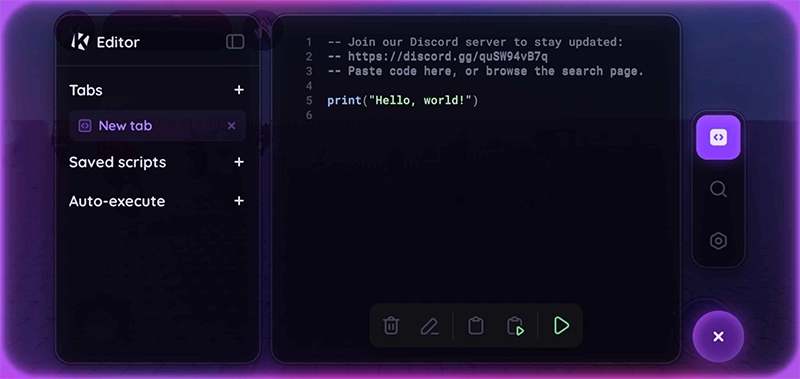 Editor
Tabs
New tab
Saved scripts
Auto-execute
1 -- Join our Discord server to stay updated:
2 -- https://discord.gg/quSW94vB7q
3 -- Paste code here, or browse the search page.
4
5 print("Hello, world!")
6